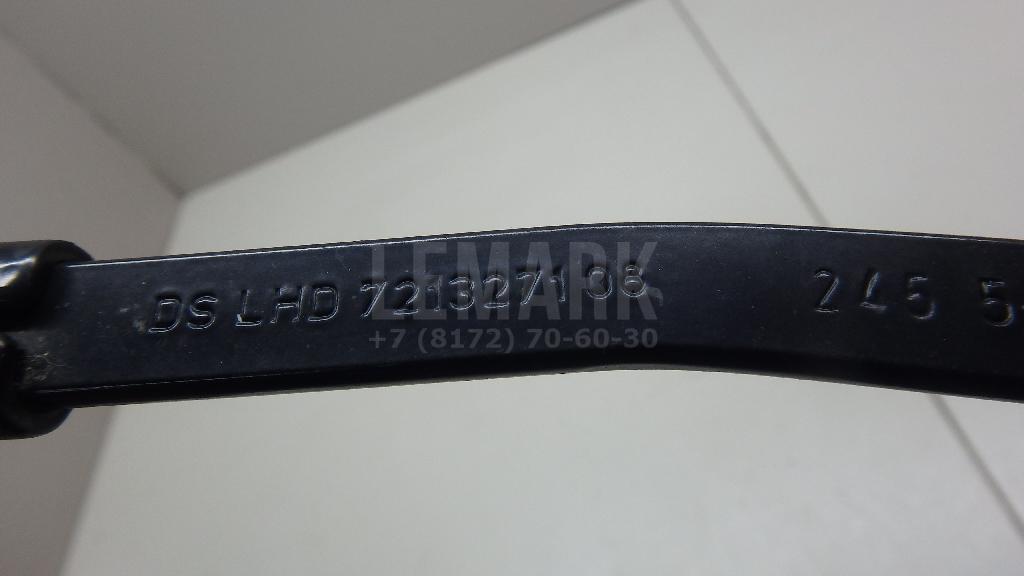 LEMARK
DS LHD 7213271 08 245
+7 (8172) 70-60-30